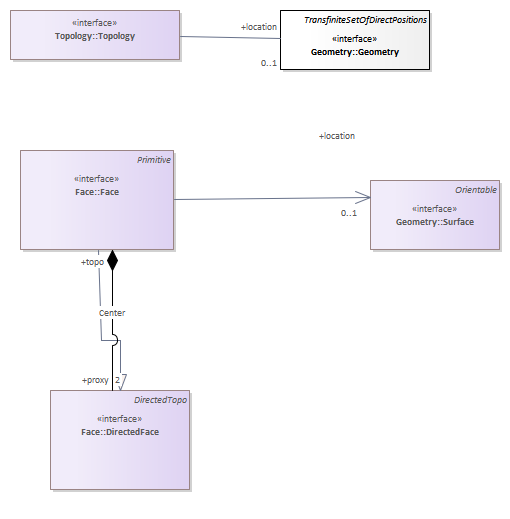 «interface»
Topology::Topology
+location
0..1
TransfiniteSetOfDirectPositions
«interface»
Geometry::Geometry
+location
Primitive
«interface»
Face::Face
0..1
Orientable
«interface»
Geometry::Surface
+topo
Center
+proxy 2
DirectedTopo
«interface»
Face::DirectedFace